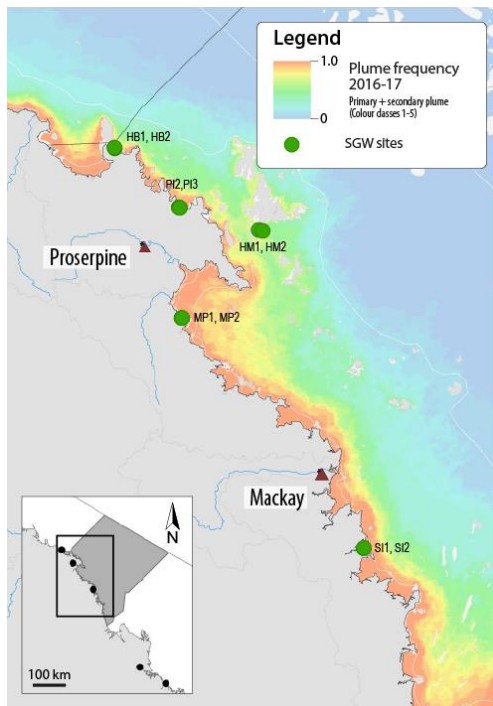 Legend
1.0
Plume frequency
2016-17
Primary + secondary plume
(Colour classes 1-5)
0
SGW sites
HB1, HB2
PI2,PI3
HM1, HM2
Proserpine
MP1, MP2
Mackay
SI1, SI2
N
100 km